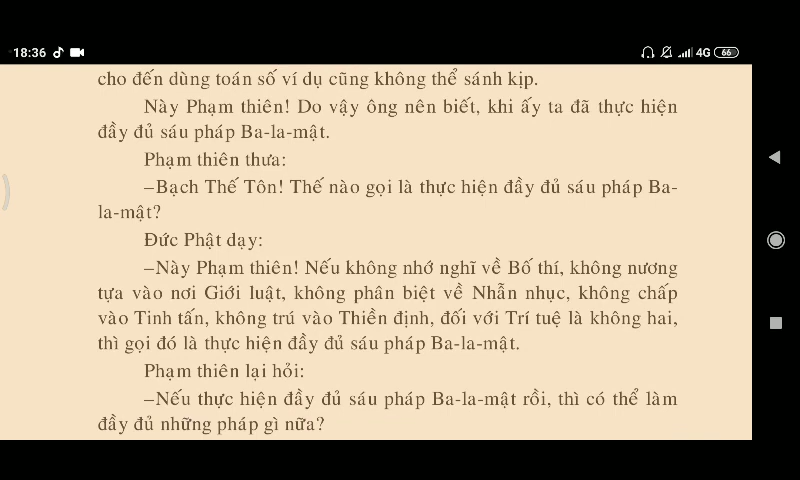 18:36 4G 66
cho đến dùng toán số ví dụ cũng không thể sánh kịp.
Này Phạm thiên! Do vậy ông nên biết, khi ấy ta đã thực hiện
đầy đủ sáu pháp Ba-la-mật.
Phạm thiên thưa:
–Bạch Thế Tôn! Thế nào gọi là thực hiện đầy đủ sáu pháp Ba-
la-mật?
Đức Phật dạy:
–Này Phạm thiên! Nếu không nhớ nghĩ về Bố thí, không nương
tựa vào nơi Giới luật, không phân biệt về Nhẫn nhục, không chấp
vào Tinh tấn, không trú vào Thiền định, đối với Trí tuệ là không hai,
thì gọi đó là thực hiện đầy đủ sáu pháp Ba-la-mật.
Phạm thiên lại hỏi:
–Nếu thực hiện đầy đủ sáu pháp Ba-la-mật rồi, thì có thể làm
đầy đủ những pháp gì nữa?